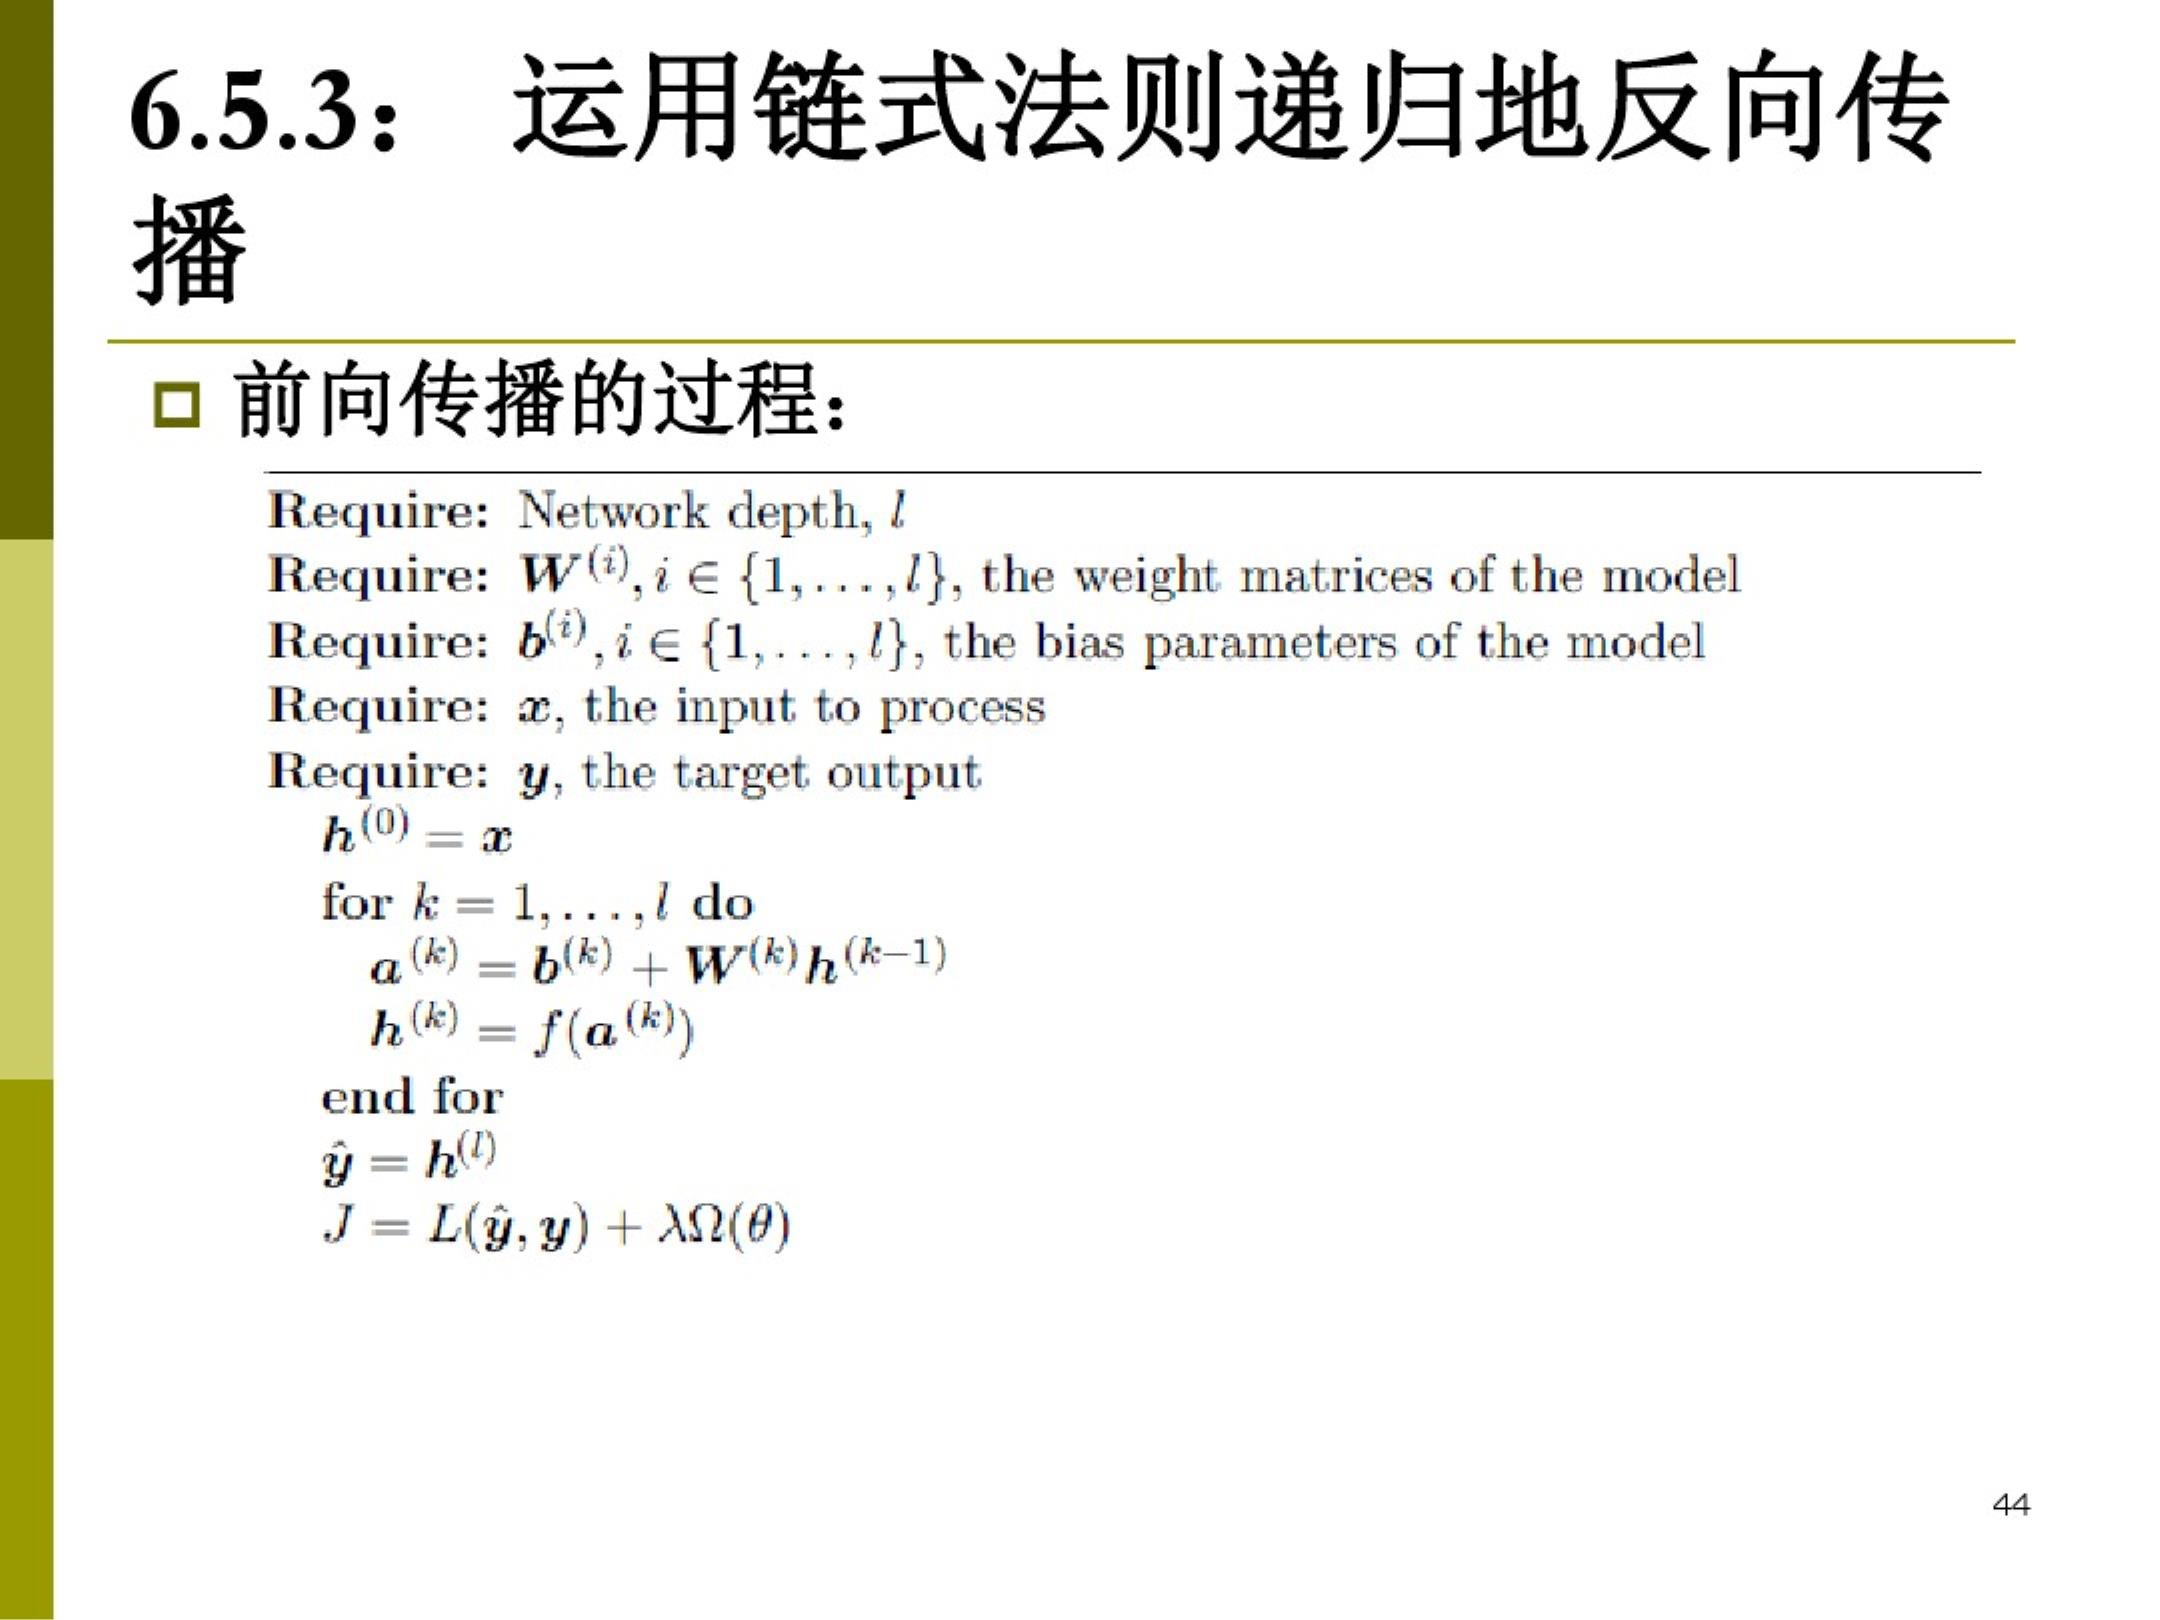 6.5.3： 运用链式法则递归地反向传
播
前向传播的过程：
Require: Network depth, l
Require: W^(i), i ∈ {1, . . . , l}, the weight matrices of the model
Require: b^(i), i ∈ {1, . . . , l}, the bias parameters of the model
Require: x, the input to process
Require: y, the target output
h^(0) = x
for k = 1, . . . , l do
a^(k) = b^(k) + W^(k) h^(k−1)
h^(k) = f(a^(k))
end for
ŷ = h^(l)
J = L(ŷ, y) + λΩ(θ)
44